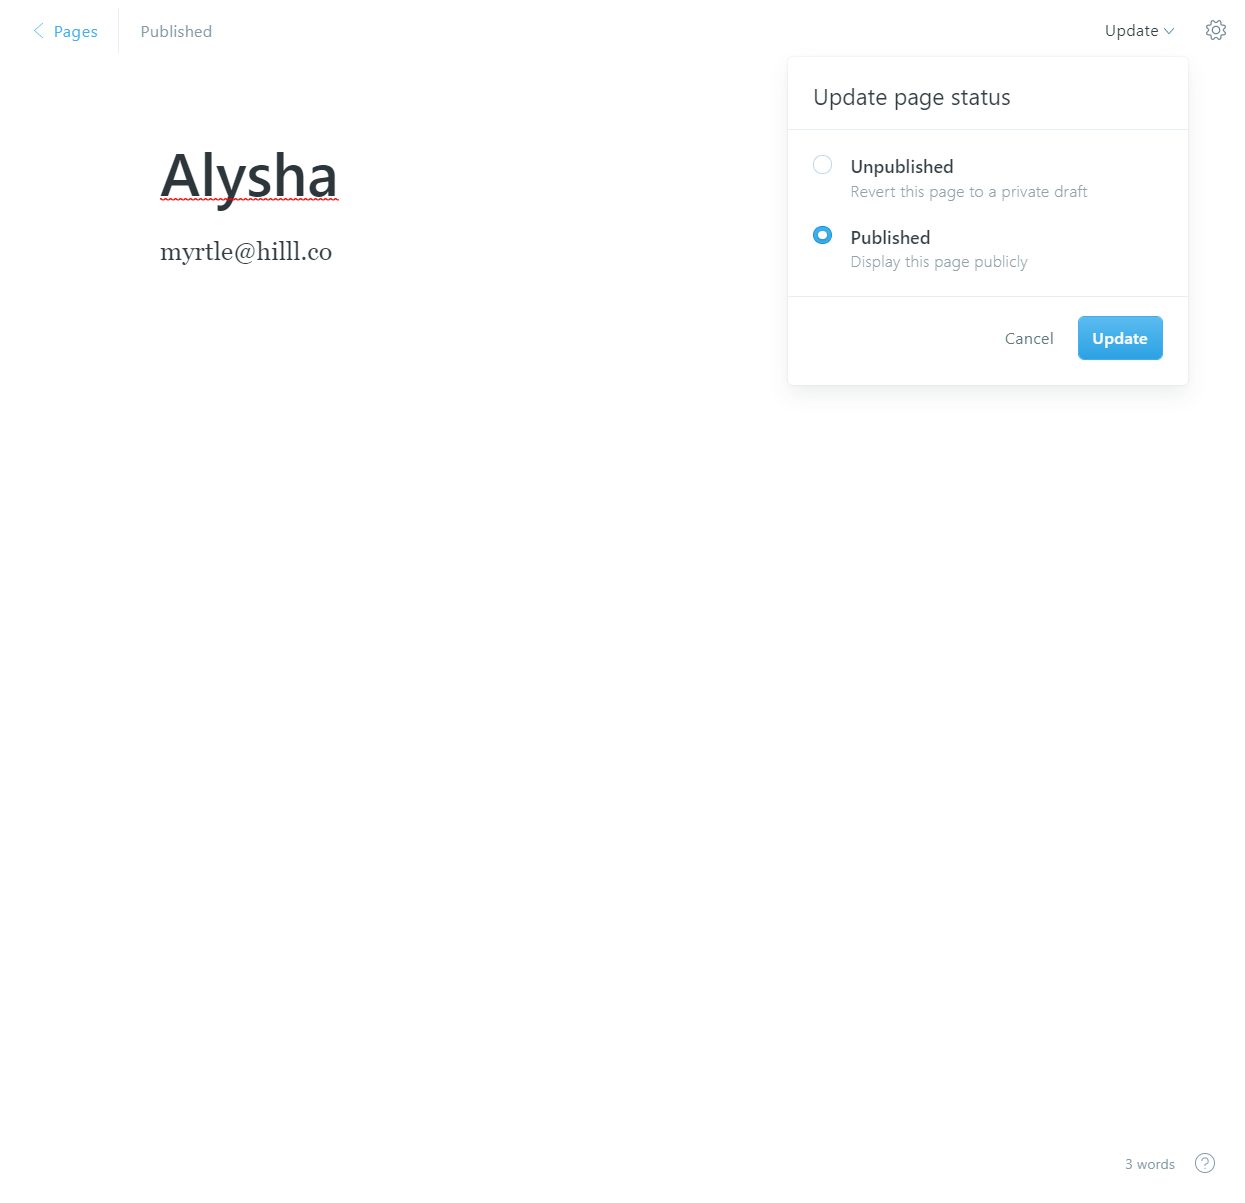 Pages
Published
Update
Update page status
Unpublished
Revert this page to a private draft
Published
Display this page publicly
Cancel
Update
Alysha
myrtle@hilll.co
3 words